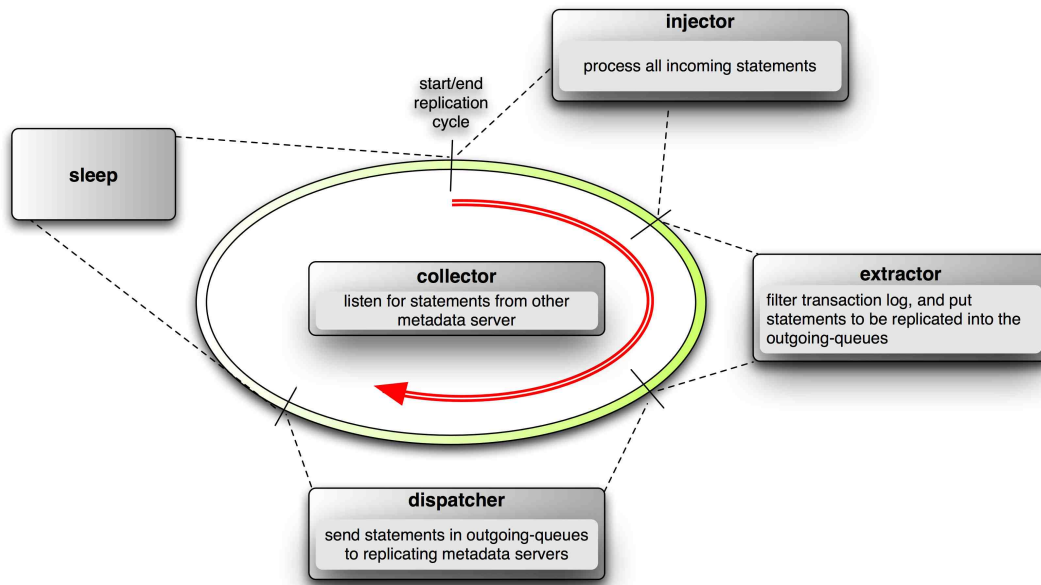 injector
process all incoming statements
start/end
replication
cycle
sleep
collector
listen for statements from other
metadata server
extractor
filter transaction log, and put
statements to be replicated into the
outgoing-queues
dispatcher
send statements in outgoing-queues
to replicating metadata servers